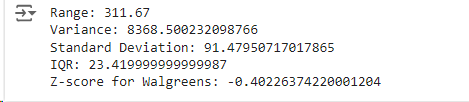 Range: 311.67
Variance: 8368.500232098766
Standard Deviation: 91.47950717017865
IQR: 23.419999999999987
Z-score for Walgreens: -0.40226374220001204